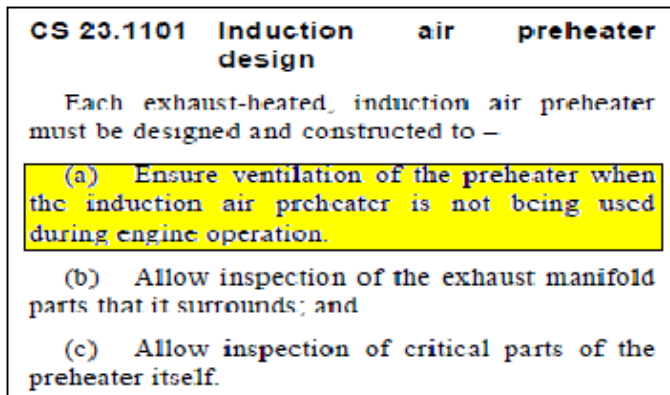 CS 23.1101 Induction air preheater
design
Each exhaust-heated, induction air preheater
must be designed and constructed to –
(a) Ensure ventilation of the preheater when
the induction air preheater is not being used
during engine operation.
(b) Allow inspection of the exhaust manifold
parts that it surrounds; and
(c) Allow inspection of critical parts of the
preheater itself.